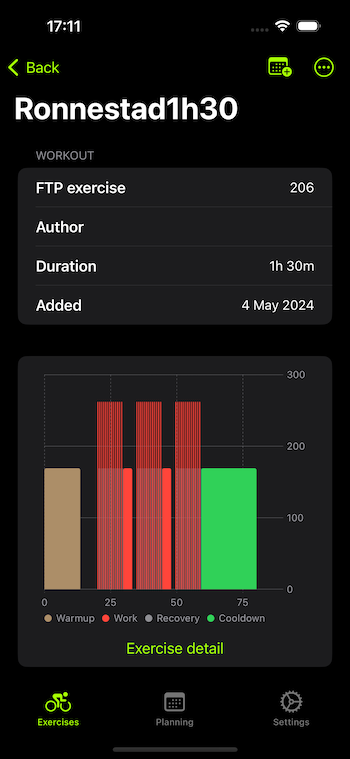 17:11
Back
Ronnestad1h30
WORKOUT
FTP exercise 206
Author
Duration 1h 30m
Added 4 May 2024
300
200
100
0
0 25 50 75
Warmup Work Recovery Cooldown
Exercise detail
Exercises Planning Settings